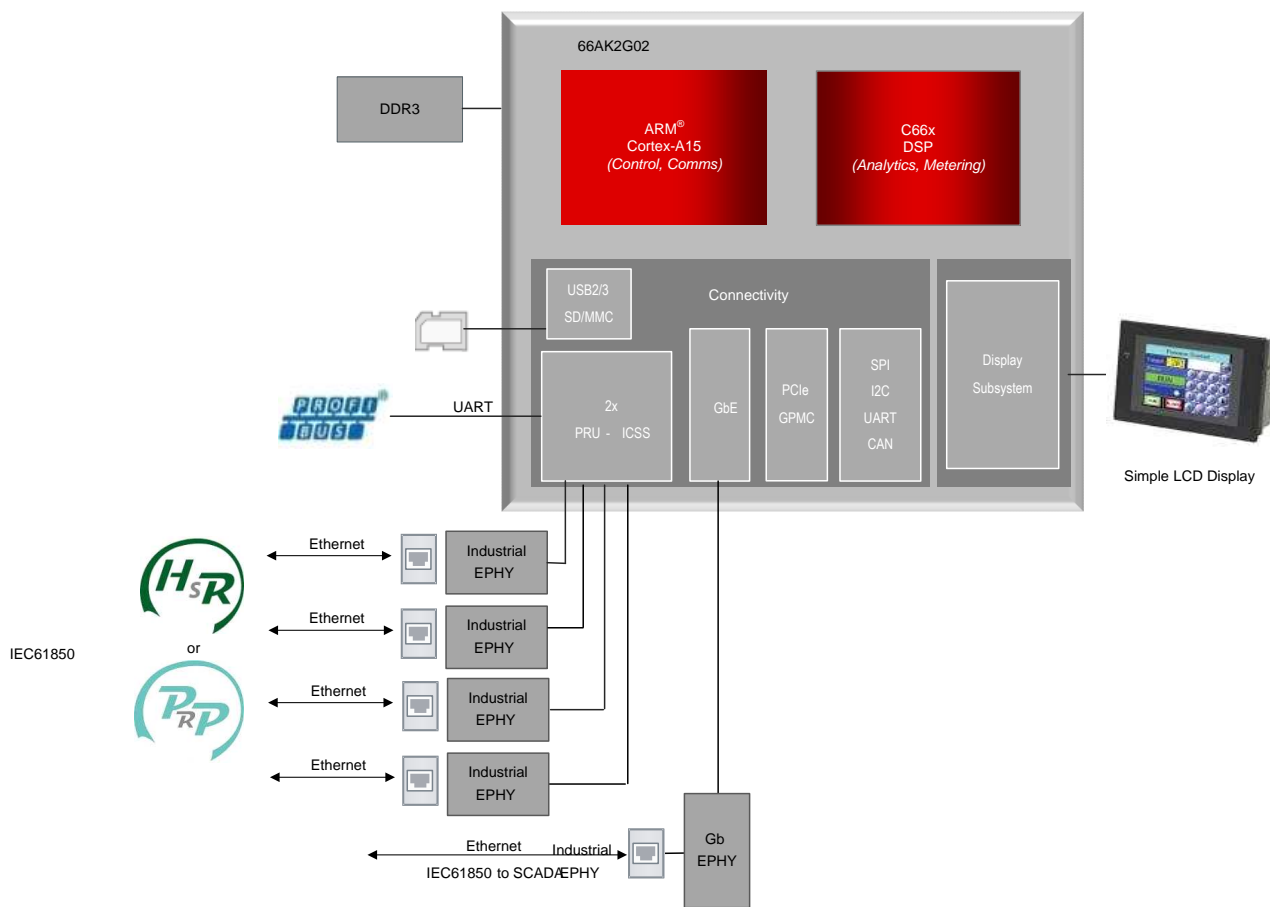 66AK2G02
DDR3
ARM®
Cortex-A15
(Control, Comms)
C66x
DSP
(Analytics, Metering)
USB2/3
SD/MMC
Connectivity
2x
PRU - ICSS
GbE
PCIe
GPMC
SPI
I2C
UART
CAN
Display
Subsystem
PROFI
BUS®
UART
RUN
Simple LCD Display
Ethernet
Industrial
EPHY
HSR
Ethernet
Industrial
EPHY
IEC61850
or
PRP
Ethernet
Industrial
EPHY
Ethernet
Industrial
EPHY
Gb
EPHY
Ethernet
Industrial
IEC61850 to SCADA
EPHY